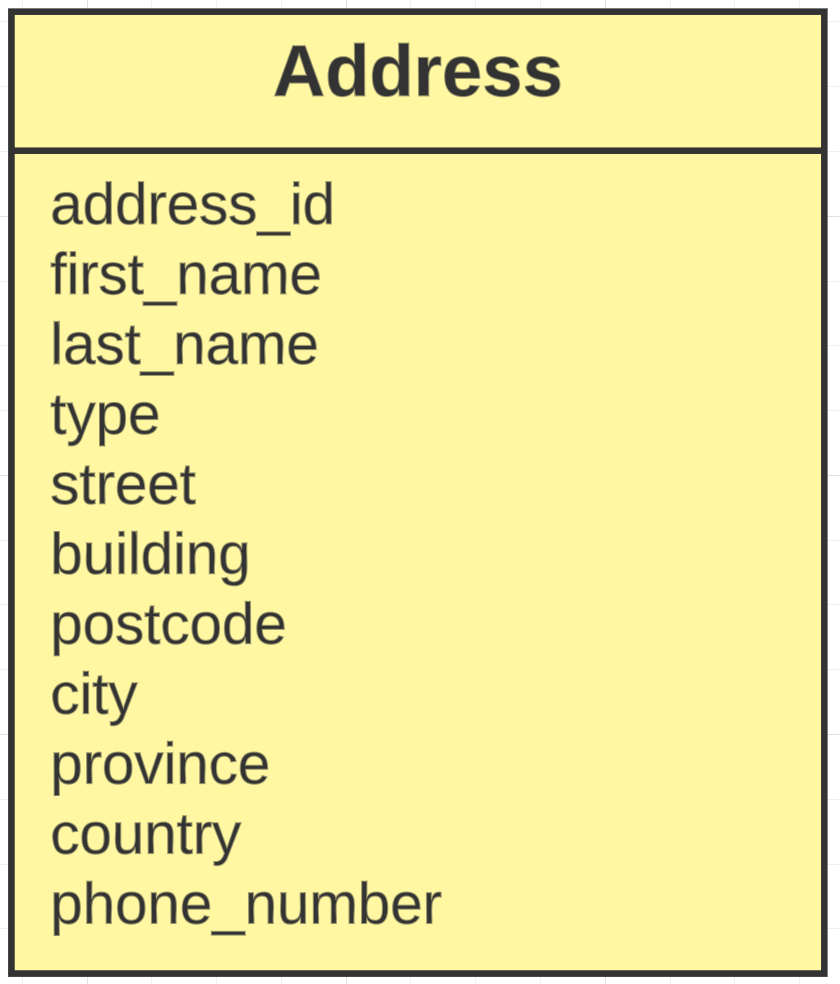 Address
address_id
first_name
last_name
type
street
building
postcode
city
province
country
phone_number